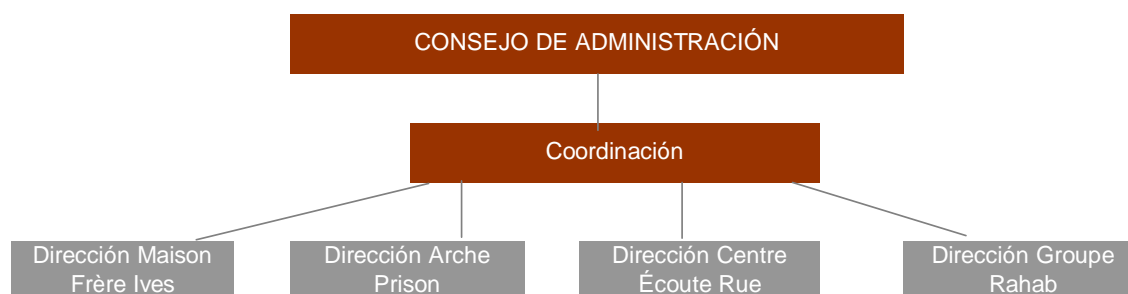 CONSEJO DE ADMINISTRACIÓN
Coordinación
Dirección Maison
Frère Ives
Dirección Arche
Prison
Dirección Centre
Écoute Rue
Dirección Groupe
Rahab